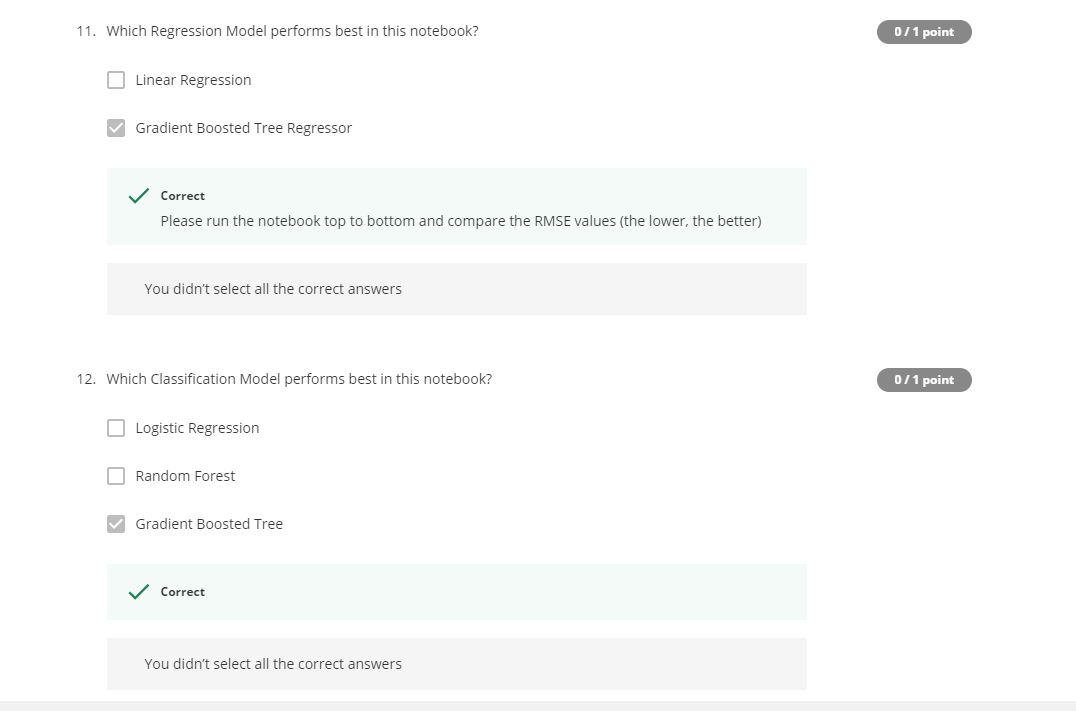 11. Which Regression Model performs best in this notebook?
0 / 1 point
Linear Regression
Gradient Boosted Tree Regressor
Correct
Please run the notebook top to bottom and compare the RMSE values (the lower, the better)
You didn't select all the correct answers
12. Which Classification Model performs best in this notebook?
0 / 1 point
Logistic Regression
Random Forest
Gradient Boosted Tree
Correct
You didn't select all the correct answers